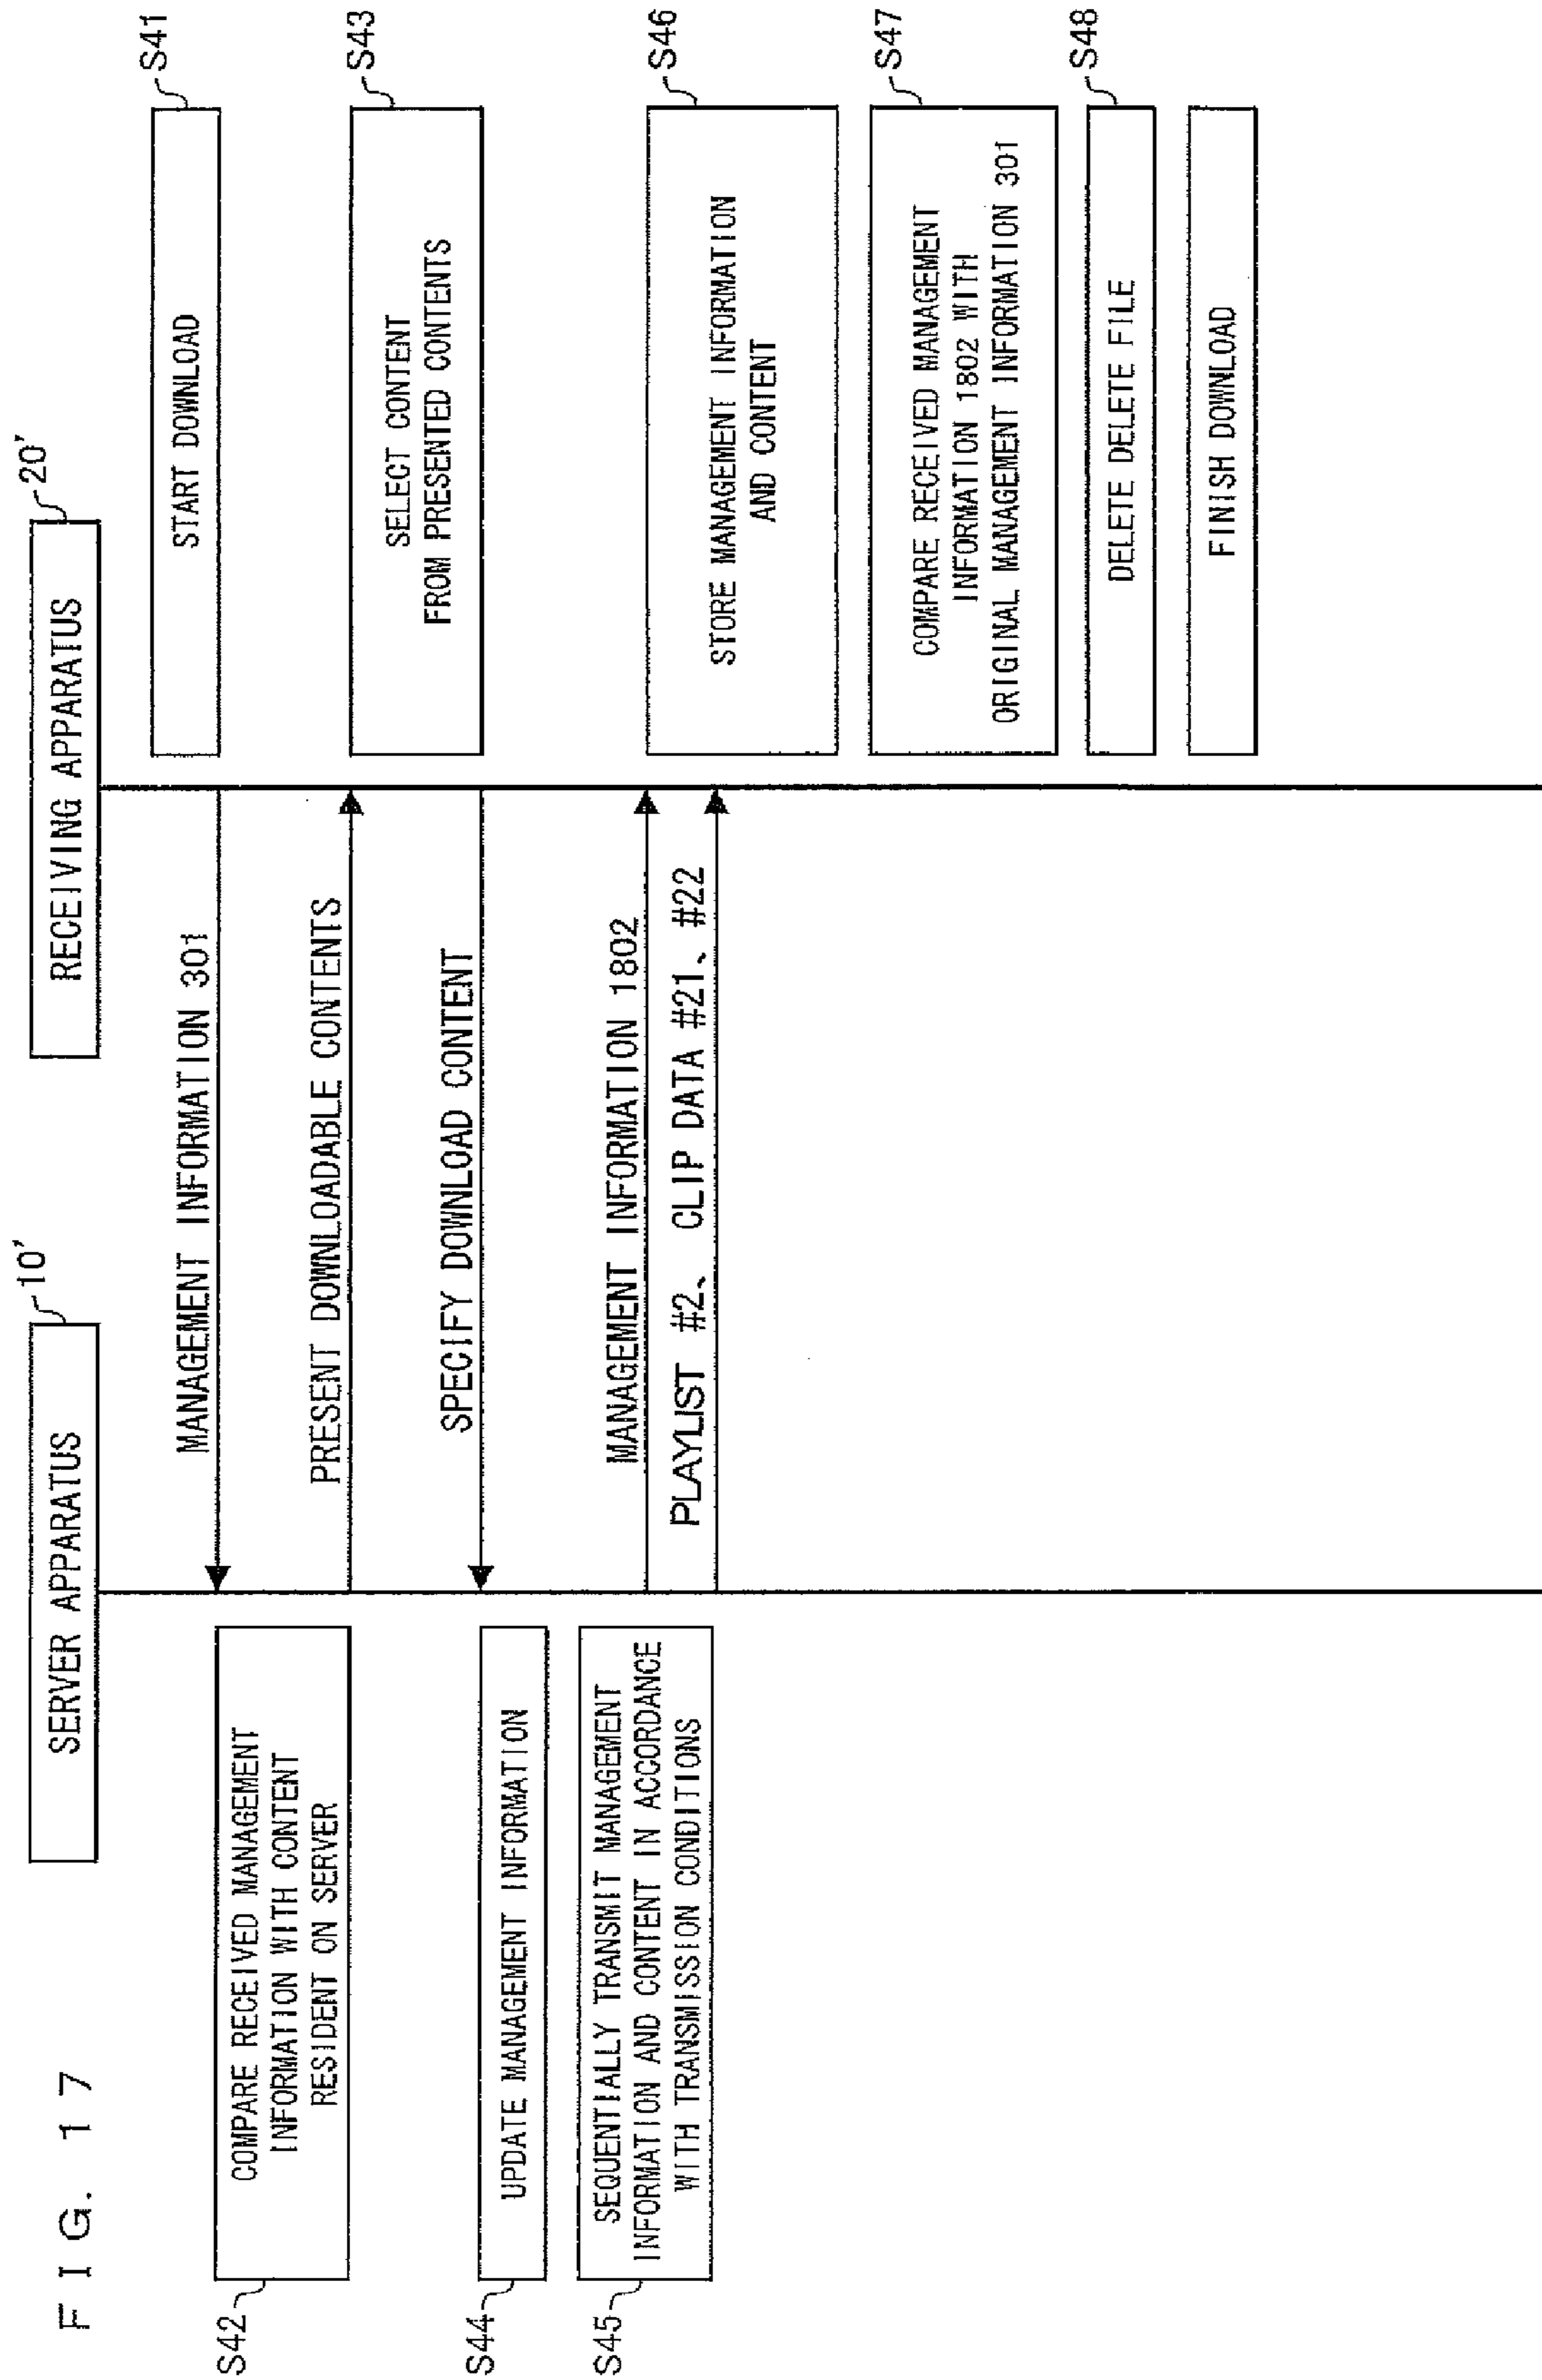 FIG. 17
SERVER APPARATUS
10'
RECEIVING APPARATUS
20'
START DOWNLOAD
S41
MANAGEMENT INFORMATION 301
S42
COMPARE RECEIVED MANAGEMENT
INFORMATION WITH CONTENT
RESIDENT ON SERVER
PRESENT DOWNLOADABLE CONTENTS
SELECT CONTENT
FROM PRESENTED CONTENTS
S43
SPECIFY DOWNLOAD CONTENT
S44
UPDATE MANAGEMENT INFORMATION
S45
SEQUENTIALLY TRANSMIT MANAGEMENT
INFORMATION AND CONTENT IN ACCORDANCE
WITH TRANSMISSION CONDITIONS
MANAGEMENT INFORMATION 1802
PLAYLIST #2、 CLIP DATA #21、#22
STORE MANAGEMENT INFORMATION
AND CONTENT
S46
COMPARE RECEIVED MANAGEMENT
INFORMATION 1802 WITH
ORIGINAL MANAGEMENT INFORMATION 301
S47
DELETE DELETE FILE
S48
FINISH DOWNLOAD